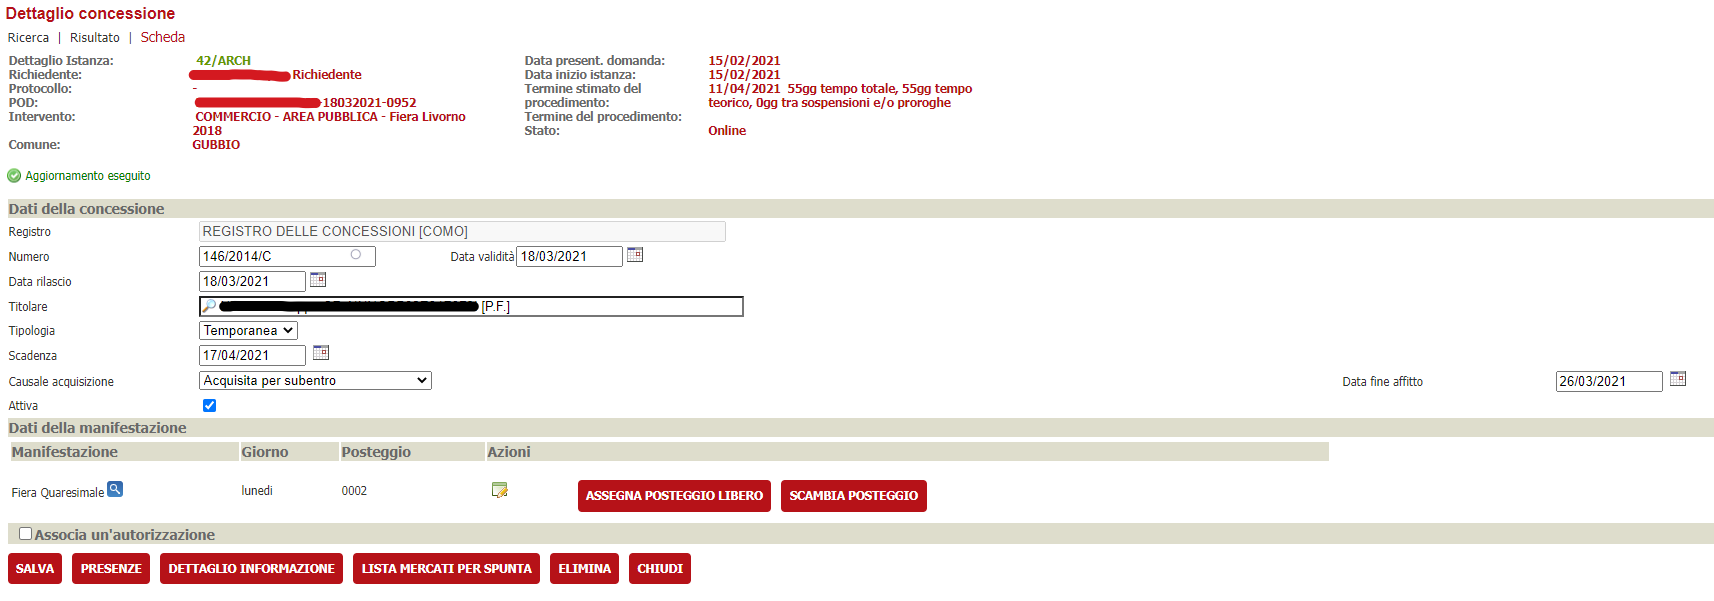 Dettaglio concessione
Ricerca | Risultato | Scheda
Dettaglio Istanza: 42/ARCH
Richiedente: Richiedente
Protocollo: -
POD: -18032021-0952
Intervento: COMMERCIO - AREA PUBBLICA - Fiera Livorno
2018
Comune: GUBBIO
Data present. domanda: 15/02/2021
Data inizio istanza: 15/02/2021
Termine stimato del 11/04/2021 55gg tempo totale, 55gg tempo
procedimento: teorico, 0gg tra sospensioni e/o proroghe
Termine del procedimento:
Stato: Online
Aggiornamento eseguito
Dati della concessione
Registro REGISTRO DELLE CONCESSIONI [COMO]
Numero 146/2014/C Data validità 18/03/2021
Data rilascio 18/03/2021
Titolare [P.F.]
Tipologia Temporanea
Scadenza 17/04/2021
Causale acquisizione Acquisita per subentro Data fine affitto 26/03/2021
Attiva
Dati della manifestazione
Manifestazione Giorno Posteggio Azioni
Fiera Quaresimale lunedi 0002 ASSEGNA POSTEGGIO LIBERO SCAMBIA POSTEGGIO
Associa un'autorizzazione
SALVA PRESENZE DETTAGLIO INFORMAZIONE LISTA MERCATI PER SPUNTA ELIMINA CHIUDI